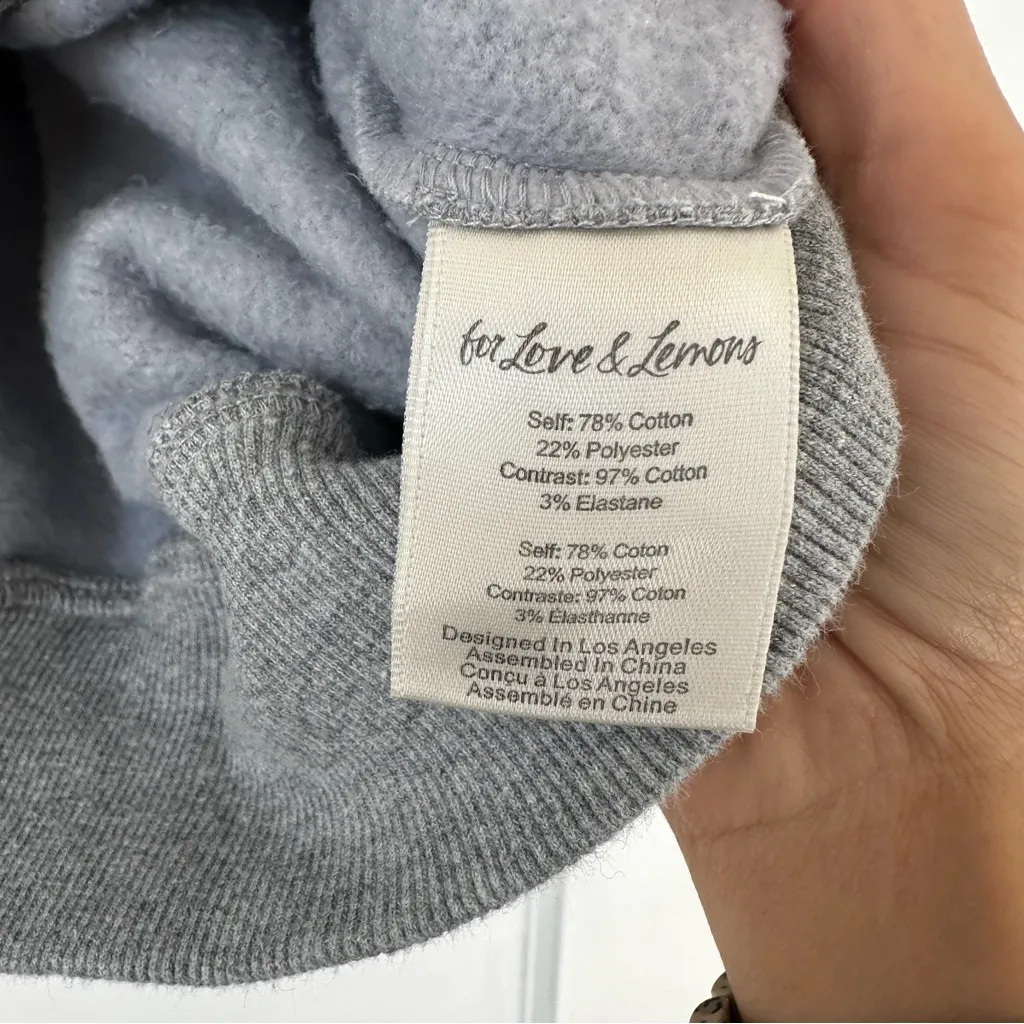 for Love & Lemons
Self: 78% Cotton
22% Polyester
Contrast: 97% Cotton
3% Elastane
Self: 78% Coton
22% Polyester
Contraste: 97% Coton
3% Elasthanne
Designed In Los Angeles
Assembled In China
Conçu à Los Angeles
Assemble en Chine